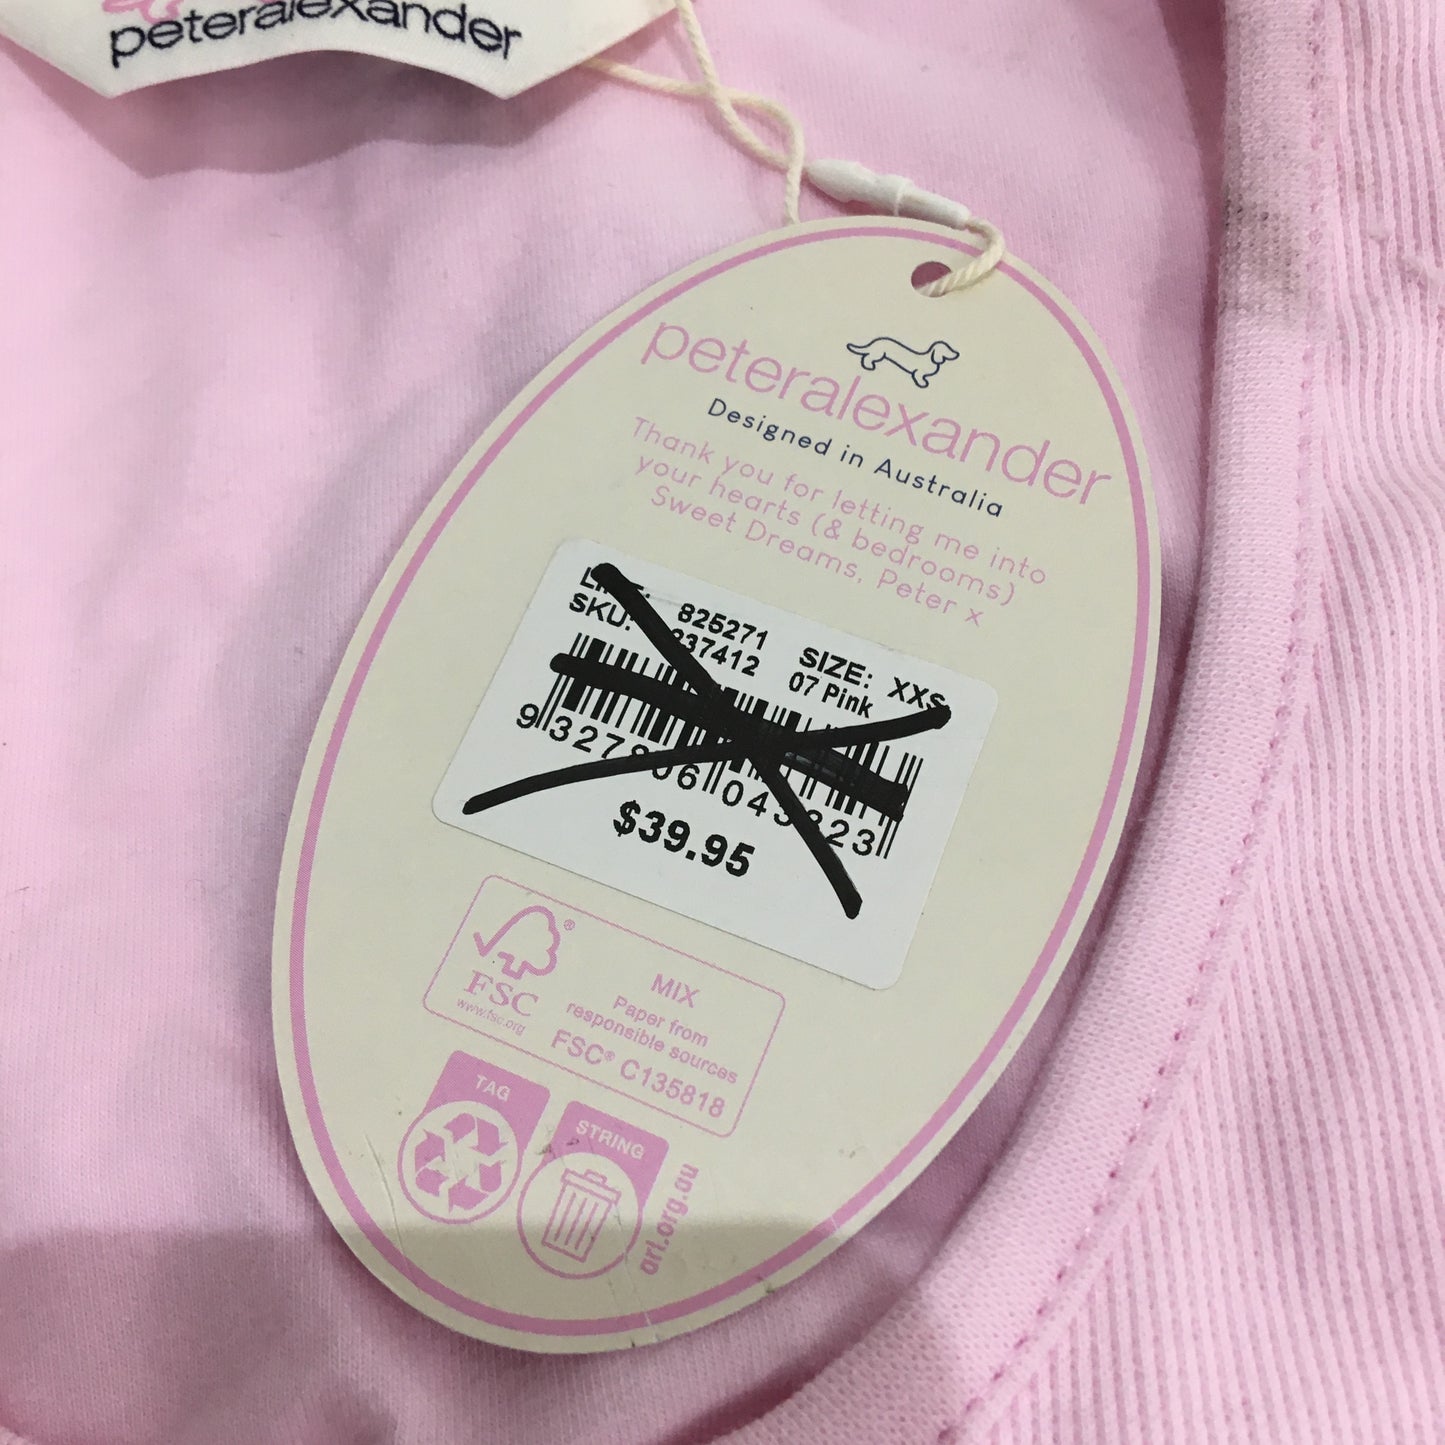 peteralexander
peteralexander
Designed in Australia
Thank you for letting me into
your hearts (& bedrooms)
Sweet Dreams, Peter x
825271 SIZE: XXS
SKU: 07 Pink
$39.95
FSC®
www.fsc.org
MIX
Paper from
responsible sources
FSC® C135818
TAG
STRING
arl.org.au